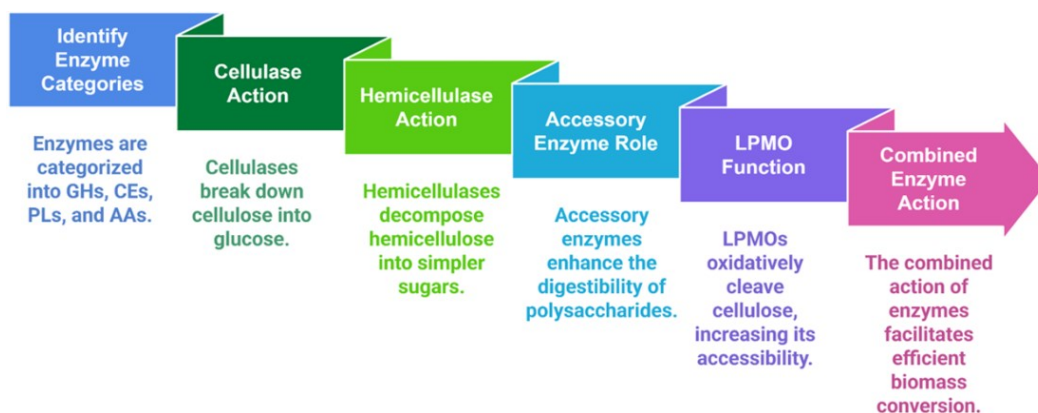 Identify
Enzyme
Categories
Enzymes are
categorized
into GHs, CEs,
PLs, and AAs.
Cellulase
Action
Cellulases
break down
cellulose into
glucose.
Hemicellulase
Action
Hemicellulases
decompose
hemicellulose
into simpler
sugars.
Accessory
Enzyme Role
Accessory
enzymes
enhance the
digestibility of
polysaccharides.
LPMO
Function
LPMOs
oxidatively
cleave
cellulose,
increasing its
accessibility.
Combined
Enzyme
Action
The combined
action of
enzymes
facilitates
efficient
biomass
conversion.